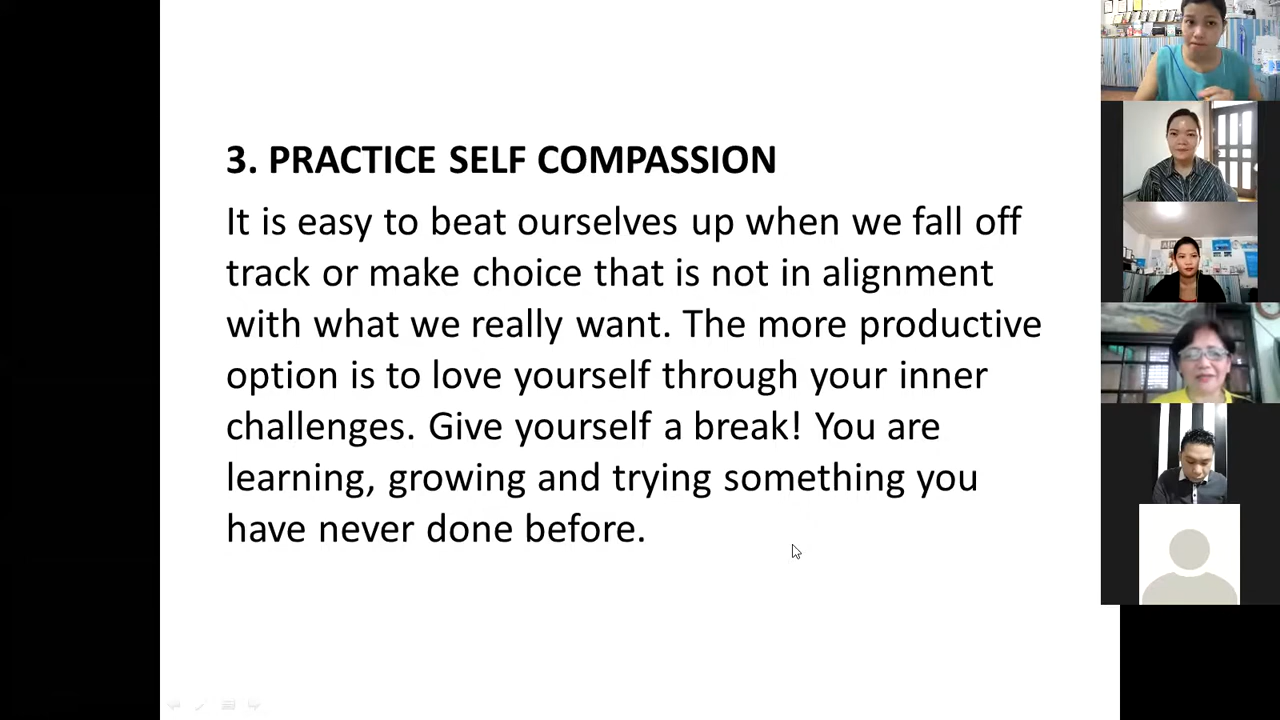 3. PRACTICE SELF COMPASSION
It is easy to beat ourselves up when we fall off
track or make choice that is not in alignment
with what we really want. The more productive
option is to love yourself through your inner
challenges. Give yourself a break! You are
learning, growing and trying something you
have never done before.